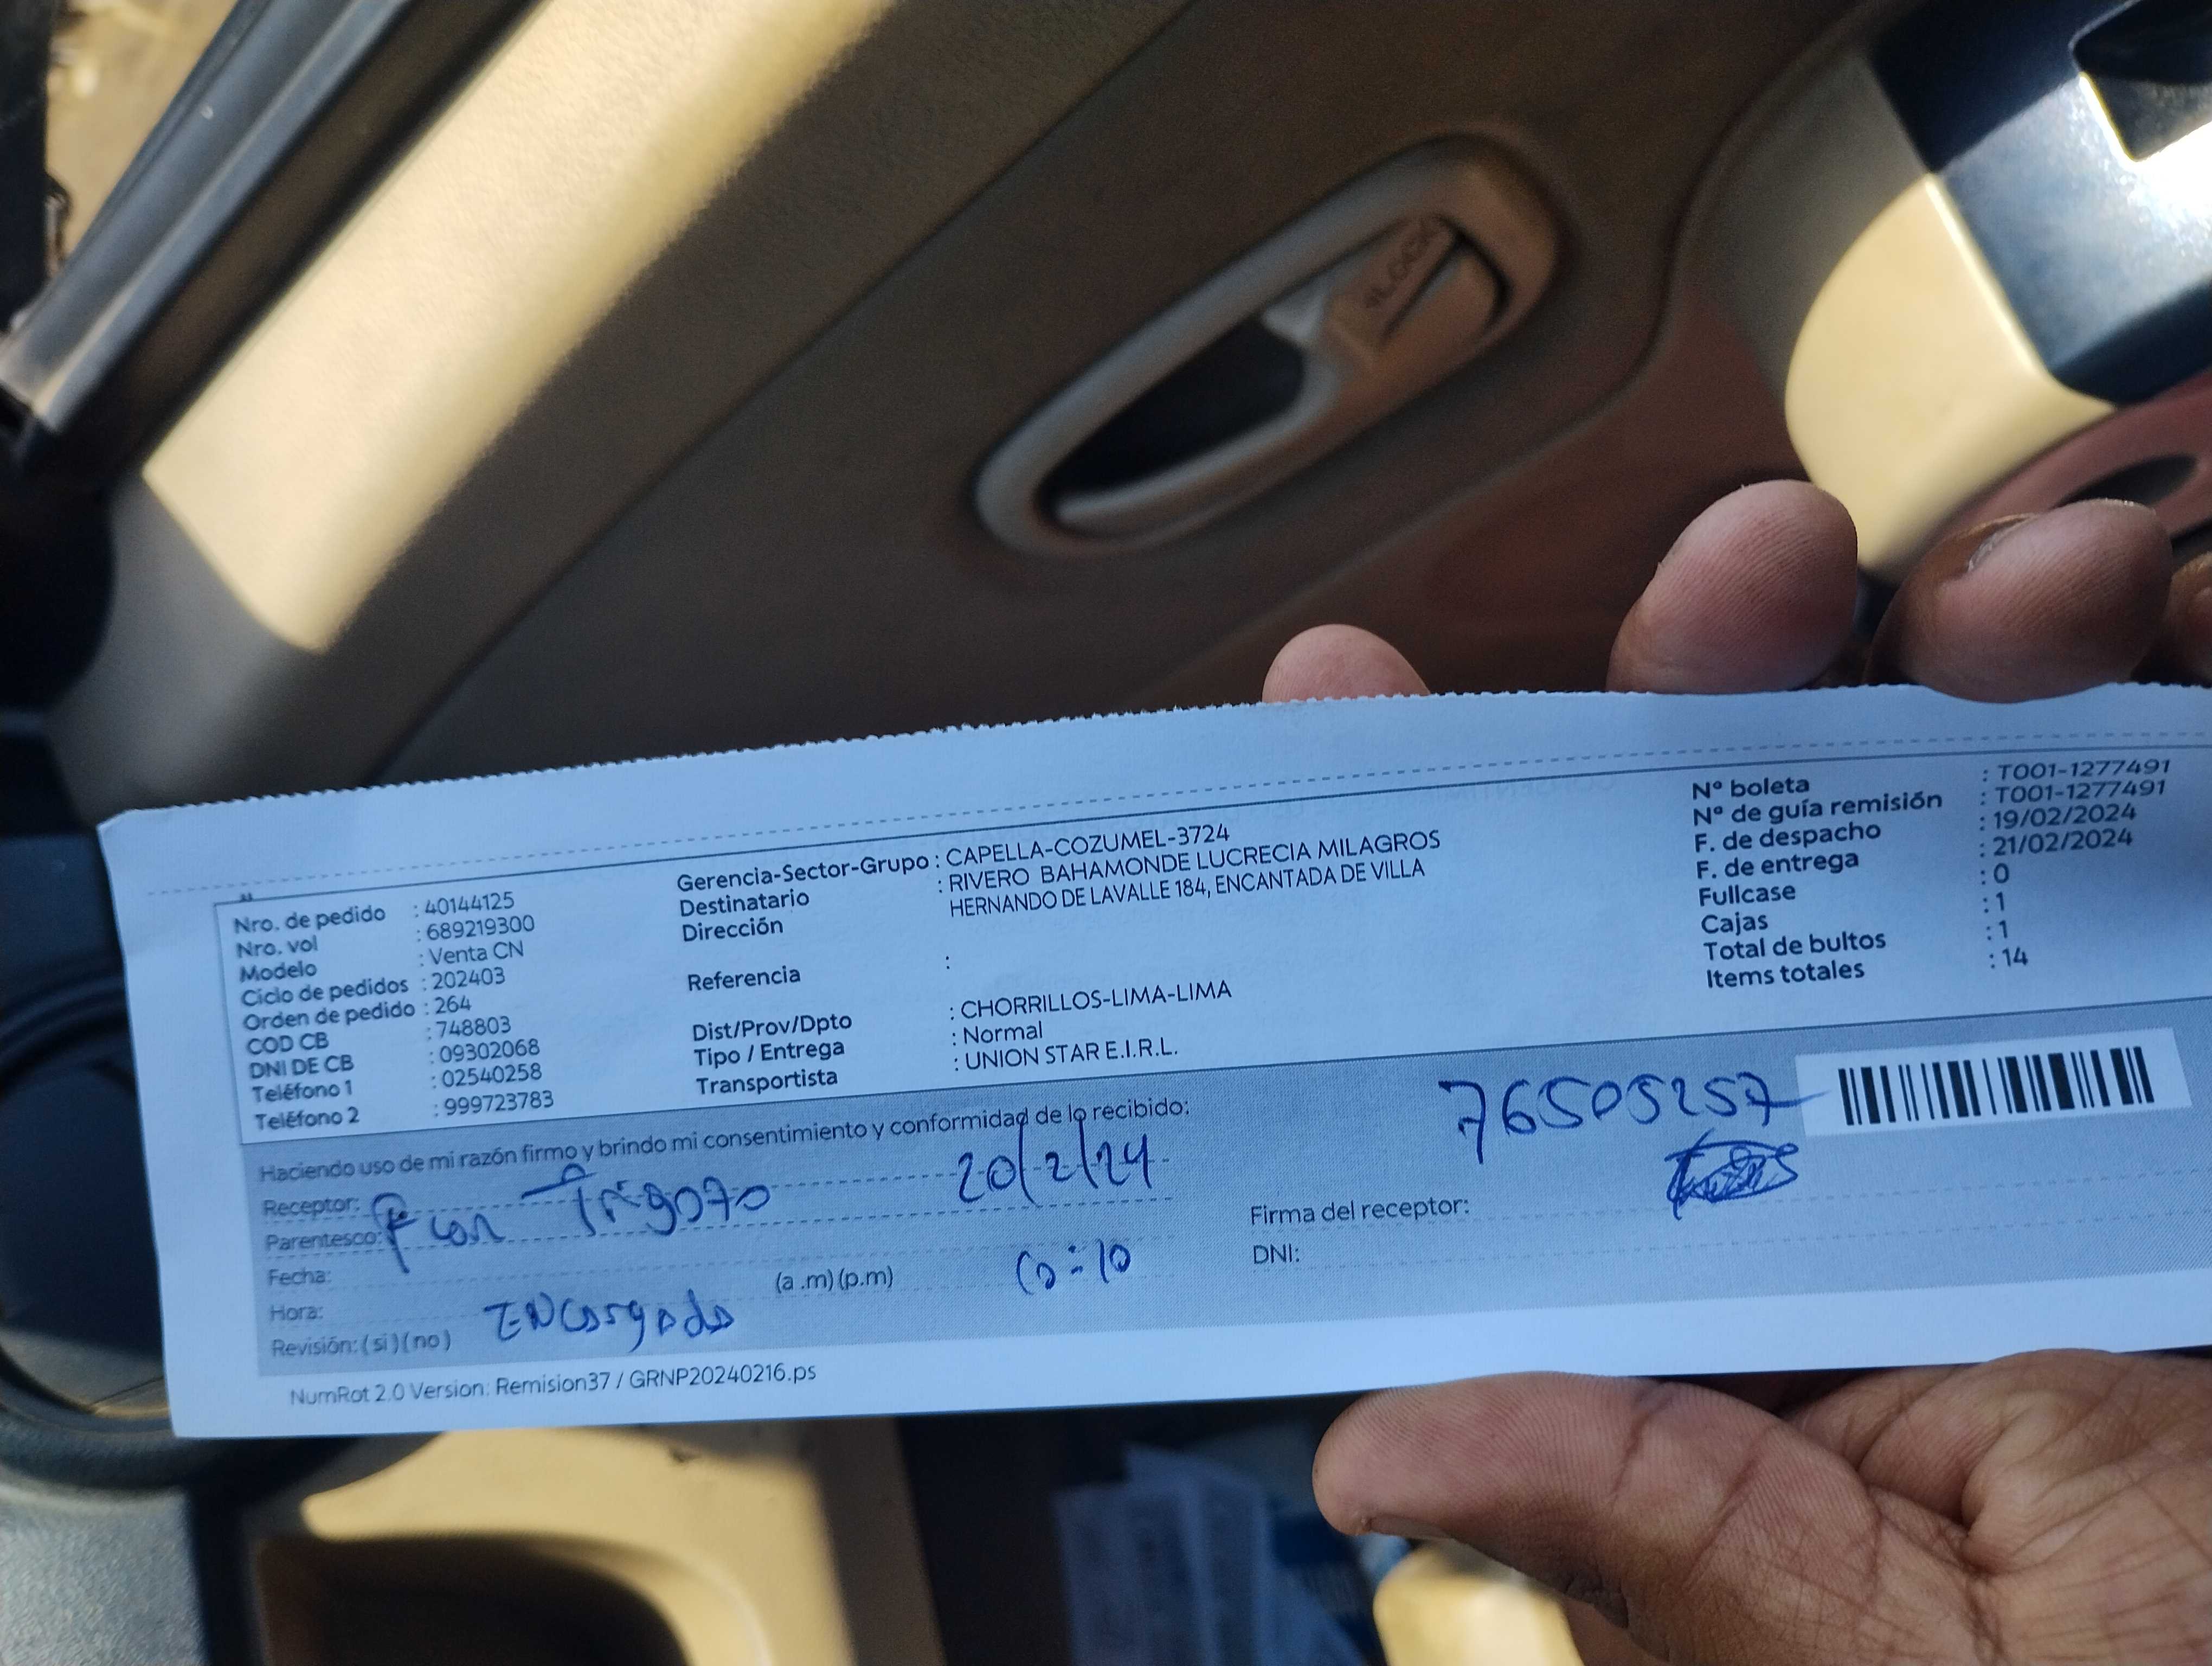 Nro. de pedido : 40144125
Nro. vol : 689219300
Modelo : Venta CN
Ciclo de pedidos : 202403
Orden de pedido : 264
COD CB : 748803
DNI DE CB : 09302068
Teléfono 1 : 02540258
Teléfono 2 : 999723783
Gerencia-Sector-Grupo : CAPELLA-COZUMEL-3724
Destinatario : RIVERO BAHAMONDE LUCRECIA MILAGROS
Dirección HERNANDO DE LAVALLE 184, ENCANTADA DE VILLA
Referencia :
Dist/Prov/Dpto : CHORRILLOS-LIMA-LIMA
Tipo / Entrega : Normal
Transportista : UNION STAR E.I.R.L.
N° boleta : T001-1277491
N° de guía remisión : T001-1277491
F. de despacho : 19/02/2024
F. de entrega : 21/02/2024
Fullcase : 0
Cajas : 1
Total de bultos : 1
Items totales : 14
Haciendo uso de mi razón firmo y brindo mi consentimiento y conformidad de lo recibido:
Receptor:
Parentesco:
20/2/24
Fecha:
Hora: (a .m) (p.m) 10:10
Revisión: ( si ) ( no ) ENcargado
76505257
Firma del receptor:
DNI:
NumRot 2.0 Version: Remision37 / GRNP20240216.ps